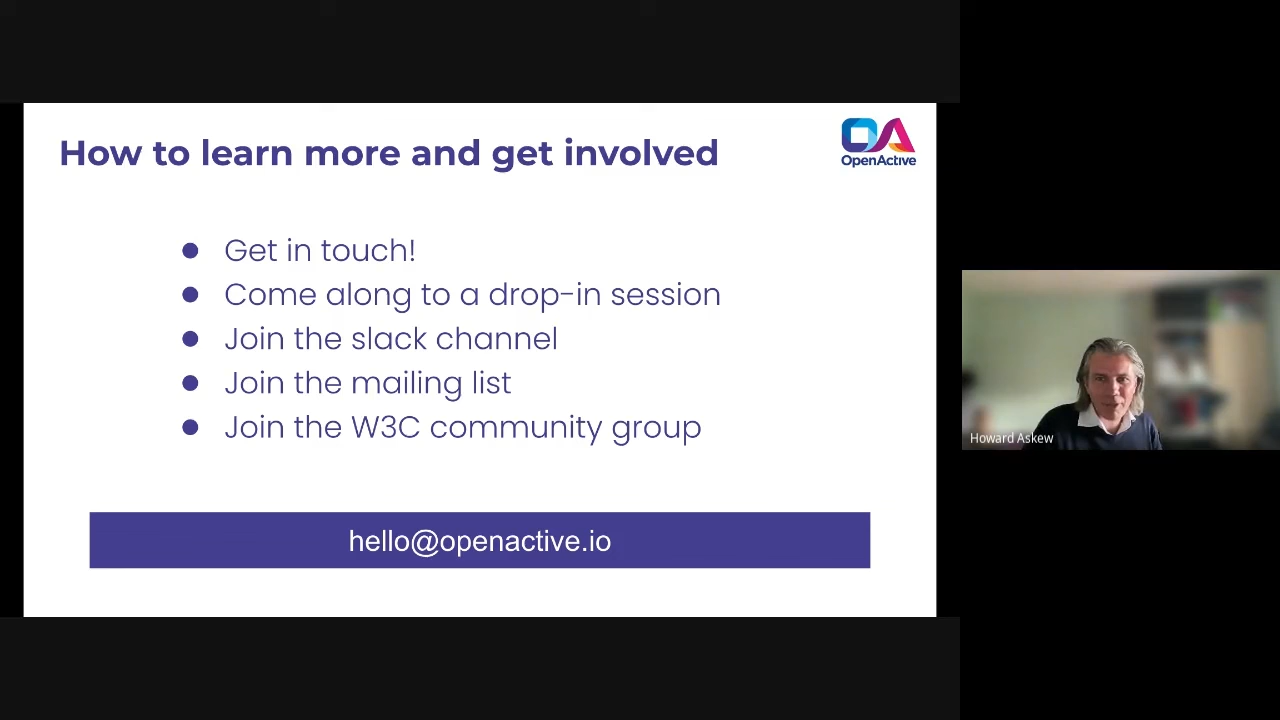 How to learn more and get involved
OpenActive
Get in touch!
Come along to a drop-in session
Join the slack channel
Join the mailing list
Join the W3C community group
hello@openactive.io
Howard Askew